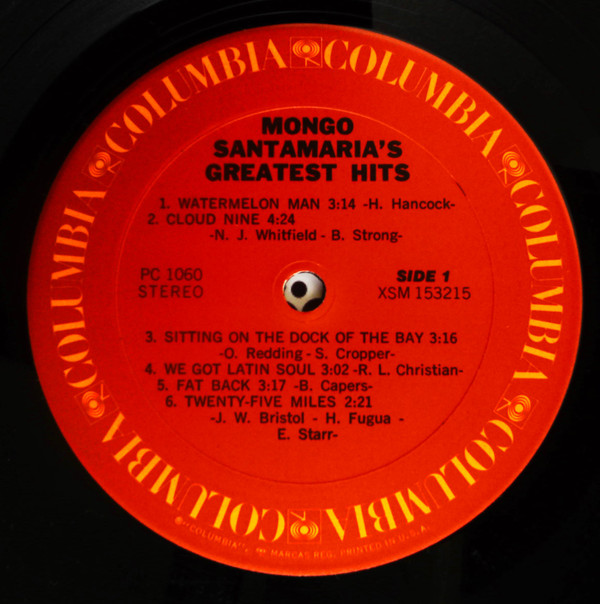 COLUMBIA COLUMBIA COLUMBIA COLUMBIA COLUMBIA COLUMBIA
MONGO
SANTAMARIA'S
GREATEST HITS
1. WATERMELON MAN 3:14 -H. Hancock-
2. CLOUD NINE 4:24
-N. J. Whitfield - B. Strong-
PC 1060
STEREO
SIDE 1
XSM 153215
3. SITTING ON THE DOCK OF THE BAY 3:16
-O. Redding - S. Cropper-
4. WE GOT LATIN SOUL 3:02 -R. L. Christian-
5. FAT BACK 3:17 -B. Capers-
6. TWENTY-FIVE MILES 2:21
-J. W. Bristol - H. Fugua -
E. Starr-
"COLUMBIA", MARCAS REG. PRINTED IN U.S.A.